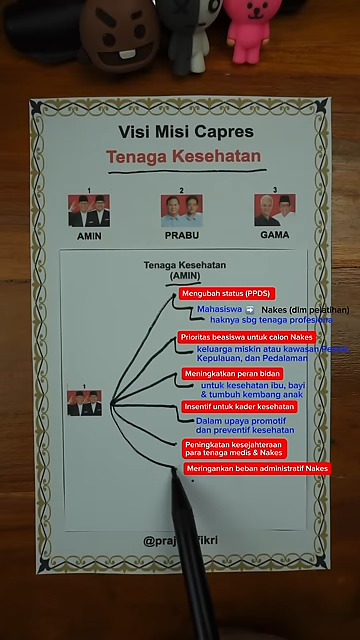 Visi Misi Capres
Tenaga Kesehatan
1
2
3
AMIN
PRABU
GAMA
Tenaga Kesehatan
(AMIN)
Mengubah status (PPDS)
Mahasiswa ➡ Nakes (dlm pelatihan)
haknya sbg tenaga profesional
Prioritas beasiswa untuk calon Nakes
keluarga miskin atau kawasan
Kepulauan, dan Pedalaman
Meningkatkan peran bidan
untuk kesehatan ibu, bayi
& tumbuh kembang anak
1
Insentif untuk kader kesehatan
Dalam upaya promotif
dan preventif kesehatan
Peningkatan kesejahteraan
para tenaga medis & Nakes
Meringankan beban administratif Nakes